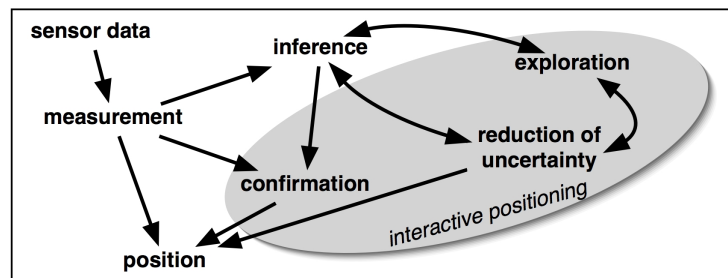 sensor data
inference
exploration
measurement
reduction of
uncertainty
confirmation
interactive positioning
position